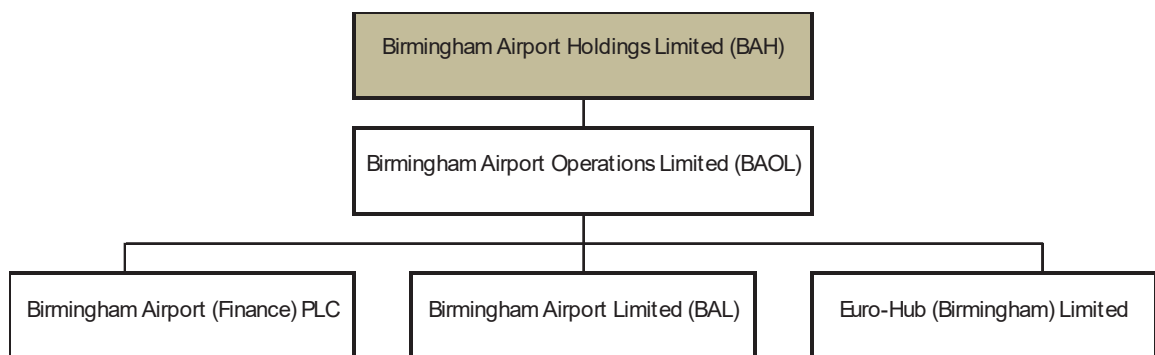 Birmingham Airport Holdings Limited (BAH)
Birmingham Airport Operations Limited (BAOL)
Birmingham Airport (Finance) PLC
Birmingham Airport Limited (BAL)
Euro-Hub (Birmingham) Limited